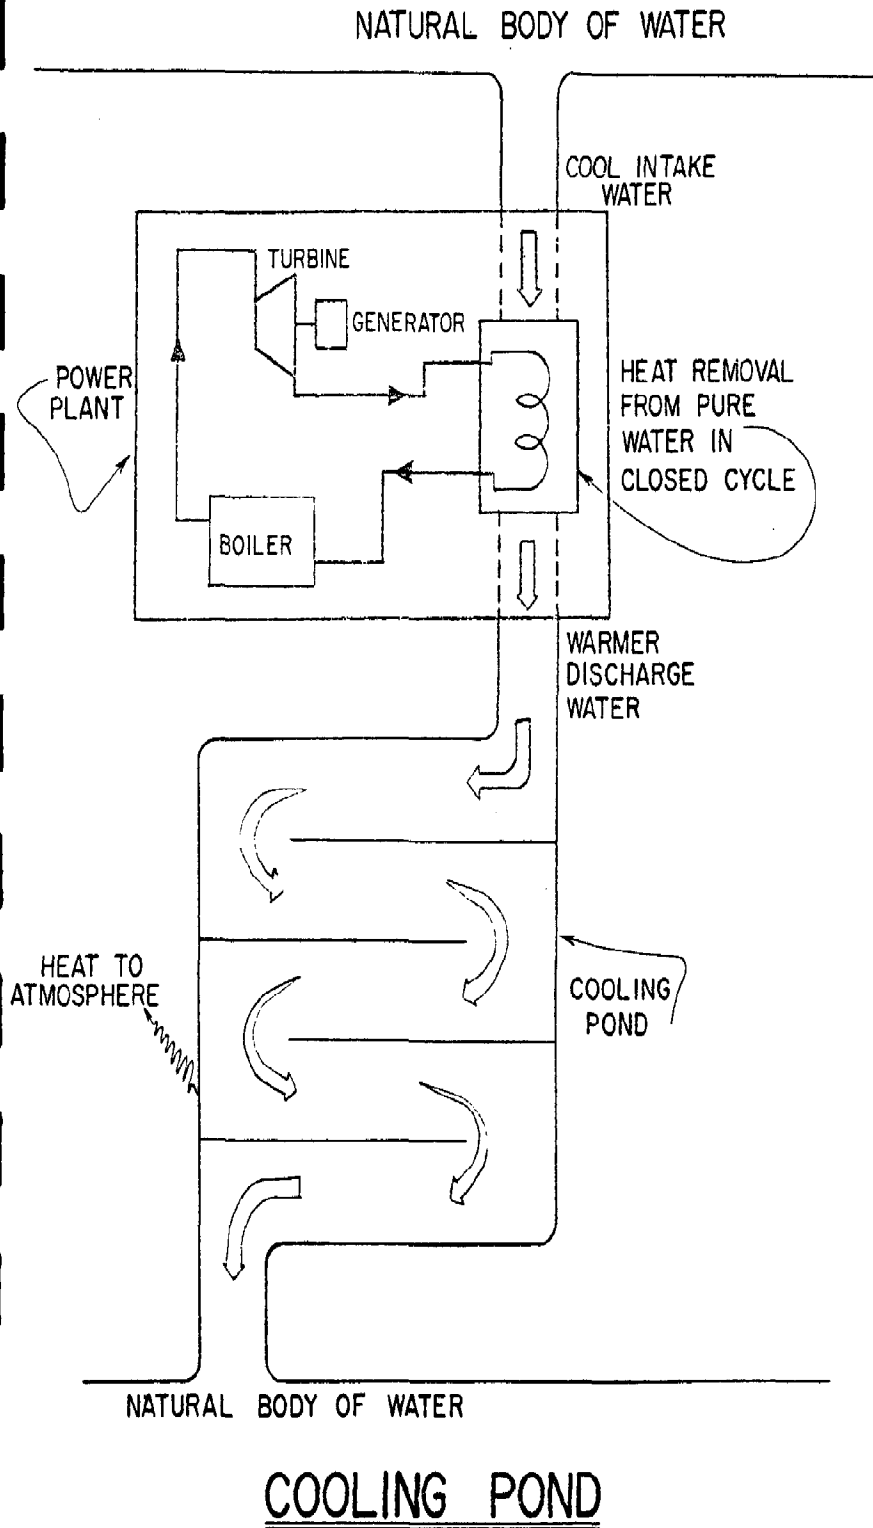 NATURAL BODY OF WATER
COOL INTAKE
WATER
TURBINE
GENERATOR
POWER
PLANT
HEAT REMOVAL
FROM PURE
WATER IN
CLOSED CYCLE
BOILER
WARMER
DISCHARGE
WATER
HEAT TO
ATMOSPHERE
COOLING
POND
NATURAL BODY OF WATER
COOLING POND